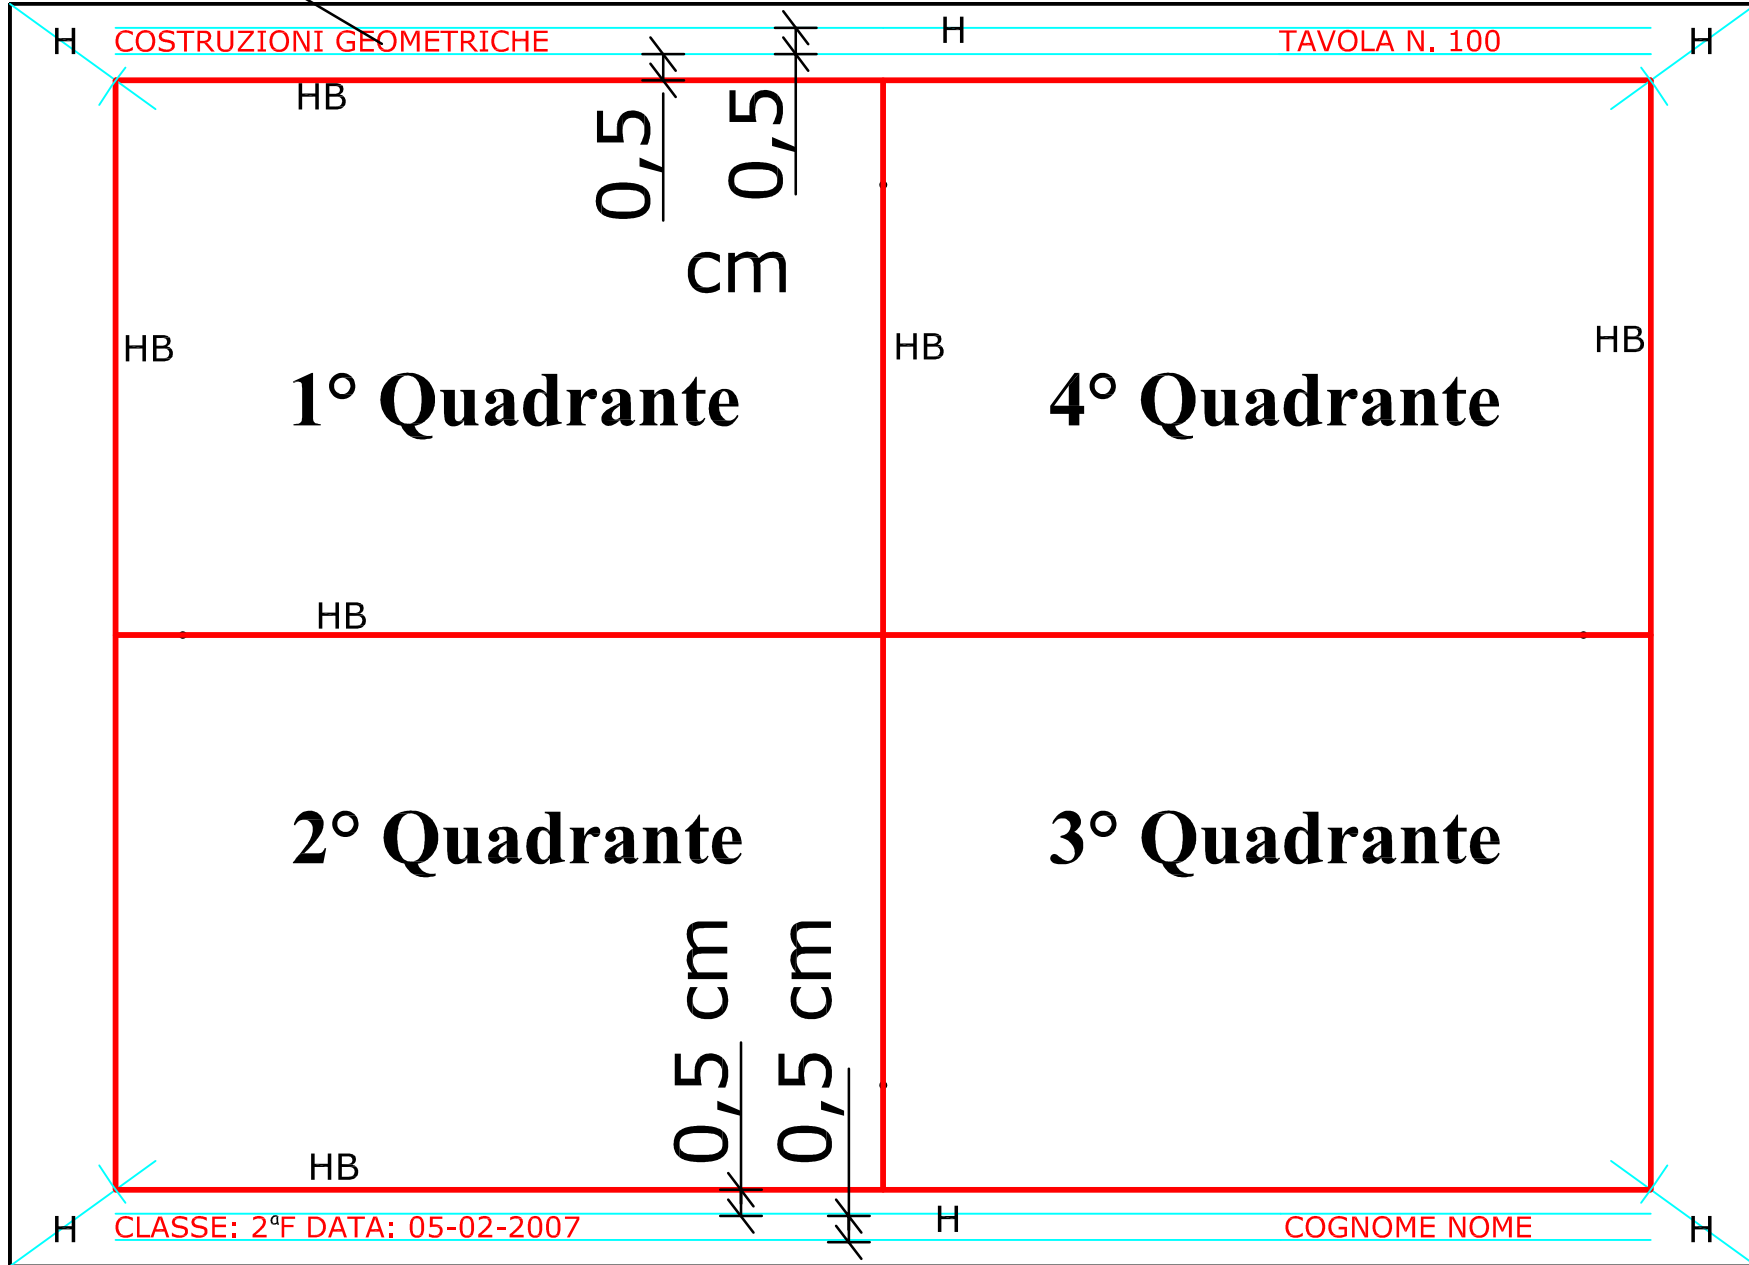 H
COSTRUZIONI GEOMETRICHE
H
TAVOLA N. 100
H
HB
0,5
0,5
cm
HB
HB
HB
1° Quadrante
4° Quadrante
HB
2° Quadrante
3° Quadrante
0,5 cm
0,5 cm
HB
H
CLASSE: 2ªF DATA: 05-02-2007
H
COGNOME NOME
H